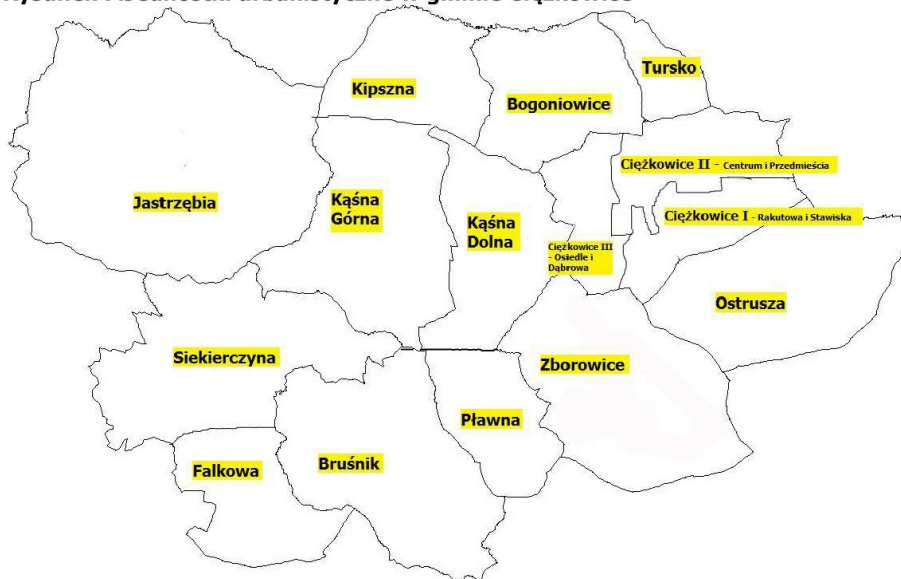 Tursko
Kipszna
Bogoniowice
Ciężkowice II - Centrum i Przedmieścia
Jastrzębia
Kąśna
Górna
Ciężkowice I - Rakutowa i Stawiska
Kąśna
Dolna
Ciężkowice III
- Osiedle i
Dąbrowa
Ostrusza
Siekierczyna
Zborowice
Pławna
Falkowa
Bruśnik